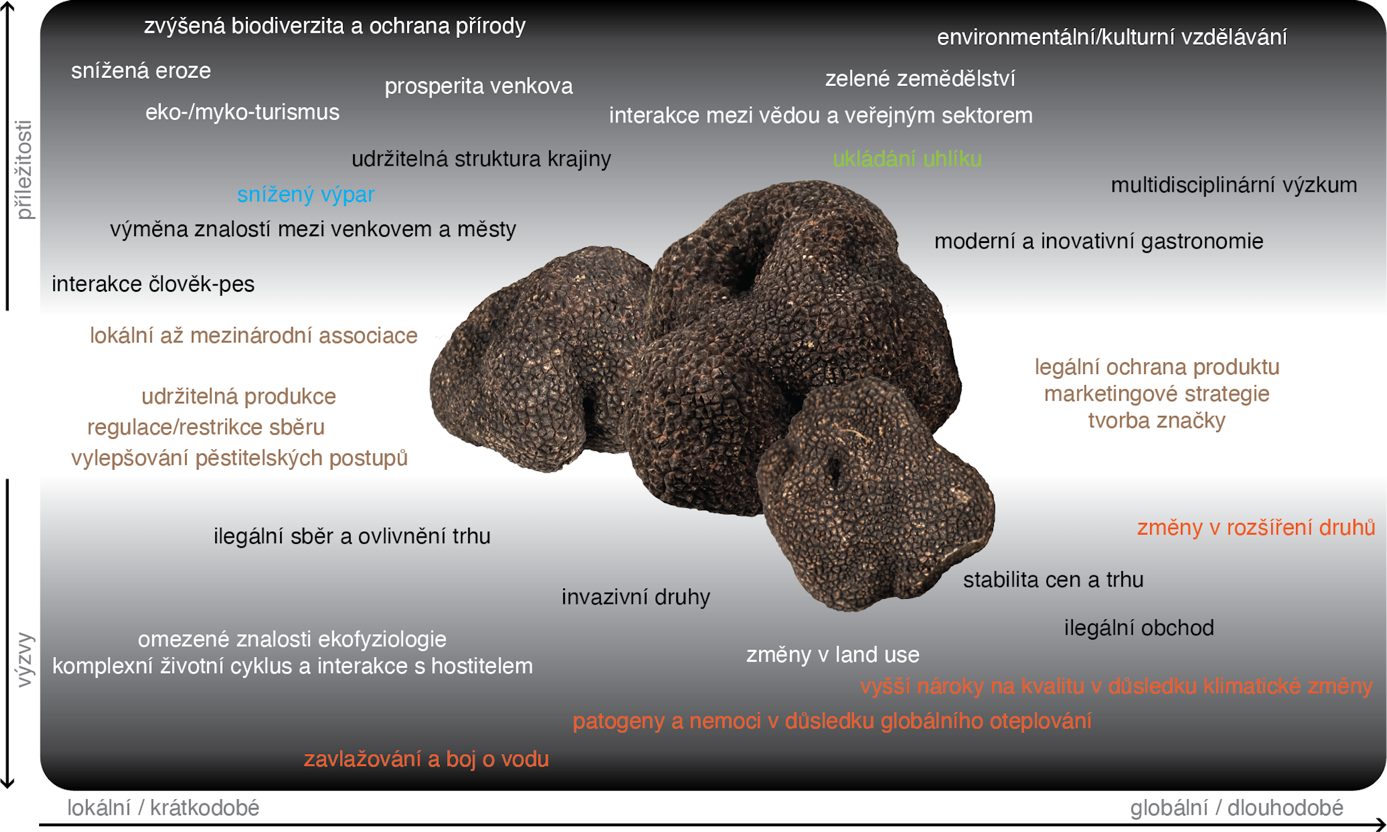 zvýšená biodiverzita a ochrana přírody
environmentální/kulturní vzdělávání
snížená eroze
prosperita venkova
zelené zemědělství
eko-/myko-turismus
interakce mezi vědou a veřejným sektorem
udržitelná struktura krajiny
ukládání uhlíku
snížený výpar
multidisciplinární výzkum
výměna znalostí mezi venkovem a městy
moderní a inovativní gastronomie
interakce člověk-pes
příležitosti
lokální až mezinárodní associace
legální ochrana produktu
marketingové strategie
tvorba značky
udržitelná produkce
regulace/restrikce sběru
vylepšování pěstitelských postupů
ilegální sběr a ovlivnění trhu
změny v rozšíření druhů
stabilita cen a trhu
invazivní druhy
ilegální obchod
omezené znalosti ekofyziologie
komplexní životní cyklus a interakce s hostitelem
změny v land use
vyšší nároky na kvalitu v důsledku klimatické změny
patogeny a nemoci v důsledku globálního oteplování
zavlažování a boj o vodu
výzvy
lokální / krátkodobé
globální / dlouhodobé